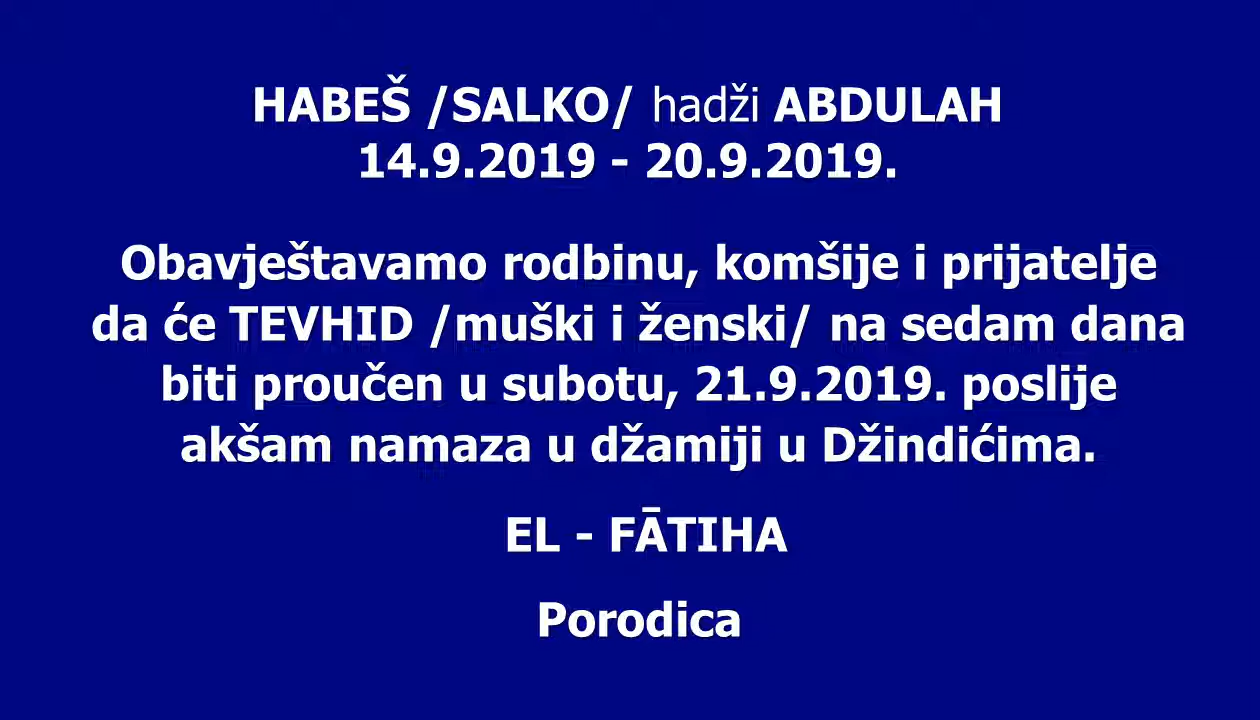 HABEŠ /SALKO/ hadži ABDULAH
14.9.2019 - 20.9.2019.
Obavještavamo rodbinu, komšije i prijatelje
da će TEVHID /muški i ženski/ na sedam dana
biti proučen u subotu, 21.9.2019. poslije
akšam namaza u džamiji u Džindićima.
EL - FĀTIHA
Porodica